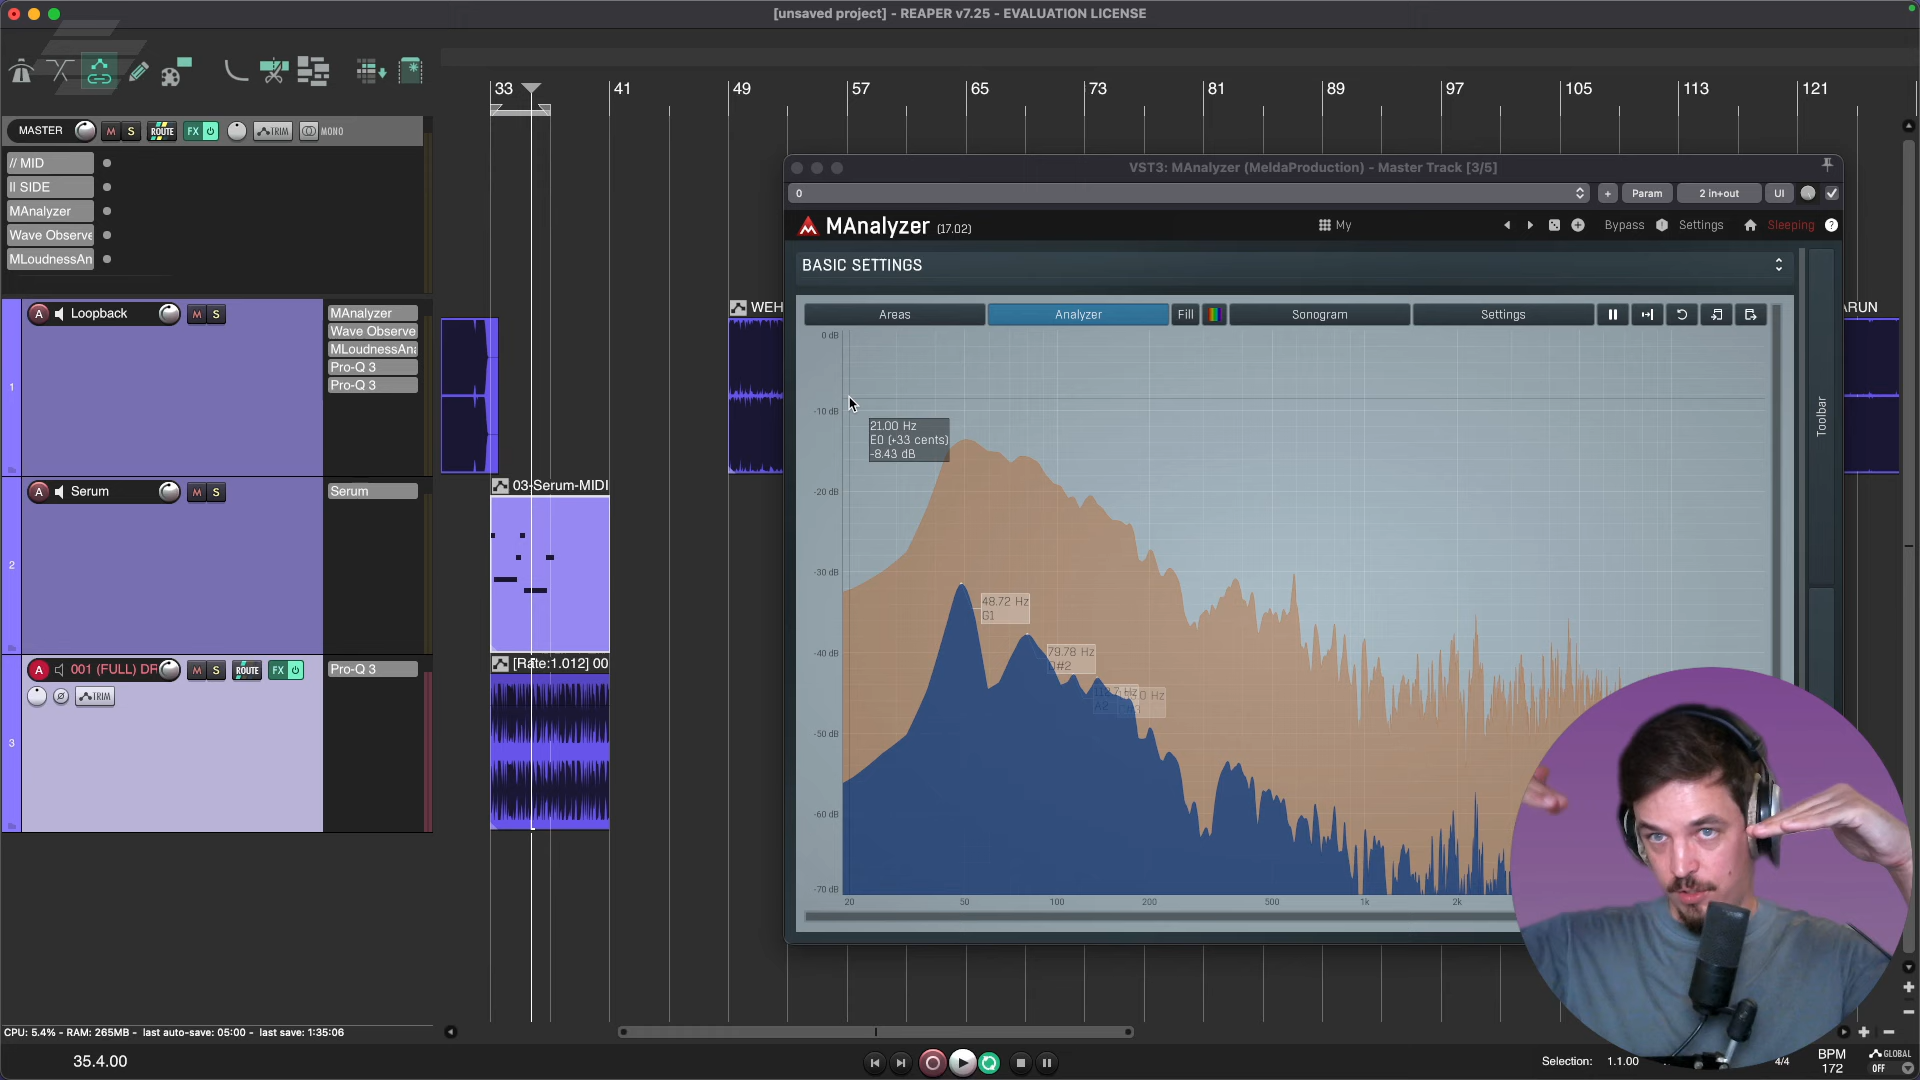 [unsaved project] - REAPER v7.25 - EVALUATION LICENSE
33 41 49 57 65 73 81 89 97 105 113 121
MASTER M S ROUTE FX TRIM MONO
// MID
II SIDE
MAnalyzer
Wave Observe
MLoudnessAn
A Loopback M S
MAnalyzer
Wave Observe
MLoudnessAn
Pro-Q 3
Pro-Q 3
1
WEH
ARUN
A Serum M S
Serum
2
03-Serum-MIDI
A 001 (FULL) DR M S ROUTE FX
TRIM
Pro-Q 3
3
[Rate:1.012] 00
VST3: MAnalyzer (MeldaProduction) - Master Track [3/5]
0 + Param 2 in+out UI
MAnalyzer (17.02) My Bypass Settings Sleeping ?
BASIC SETTINGS
Areas Analyzer Fill Sonogram Settings
Toolbar
0 dB
-10 dB
-20 dB
-30 dB
-40 dB
-50 dB
-60 dB
-70 dB
21.00 Hz
E0 (+33 cents)
-8.43 dB
48.72 Hz
G1
79.78 Hz
D#2
A2
20 50 100 200 500 1k 2k
CPU: 5.4% - RAM: 265MB - last auto-save: 05:00 - last save: 1:35:06
35.4.00
Selection: 1.1.00
4/4
BPM
172
GLOBAL
OFF